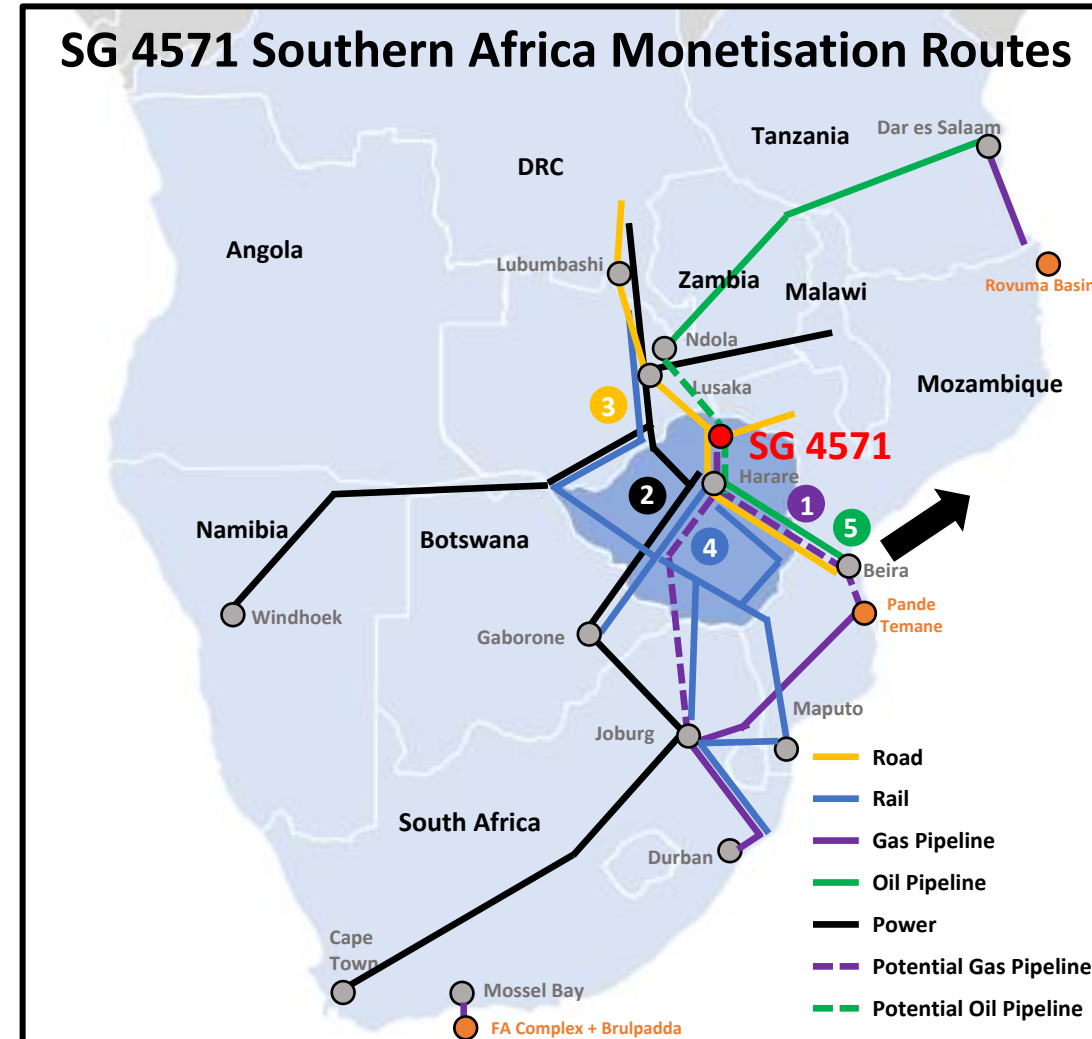 SG 4571 Southern Africa Monetisation Routes
Dar es Salaam
Tanzania
DRC
Angola
Lubumbashi
Zambia
Malawi
Rovuma Basin
Ndola
Mozambique
Lusaka
3
SG 4571
Harare
2
1
5
Namibia
Botswana
4
Beira
Windhoek
Pande
Temane
Gaborone
Maputo
Joburg
Road
Rail
South Africa
Gas Pipeline
Durban
Oil Pipeline
Power
Cape
Town
Potential Gas Pipeline
Mossel Bay
Potential Oil Pipeline
FA Complex + Brulpadda